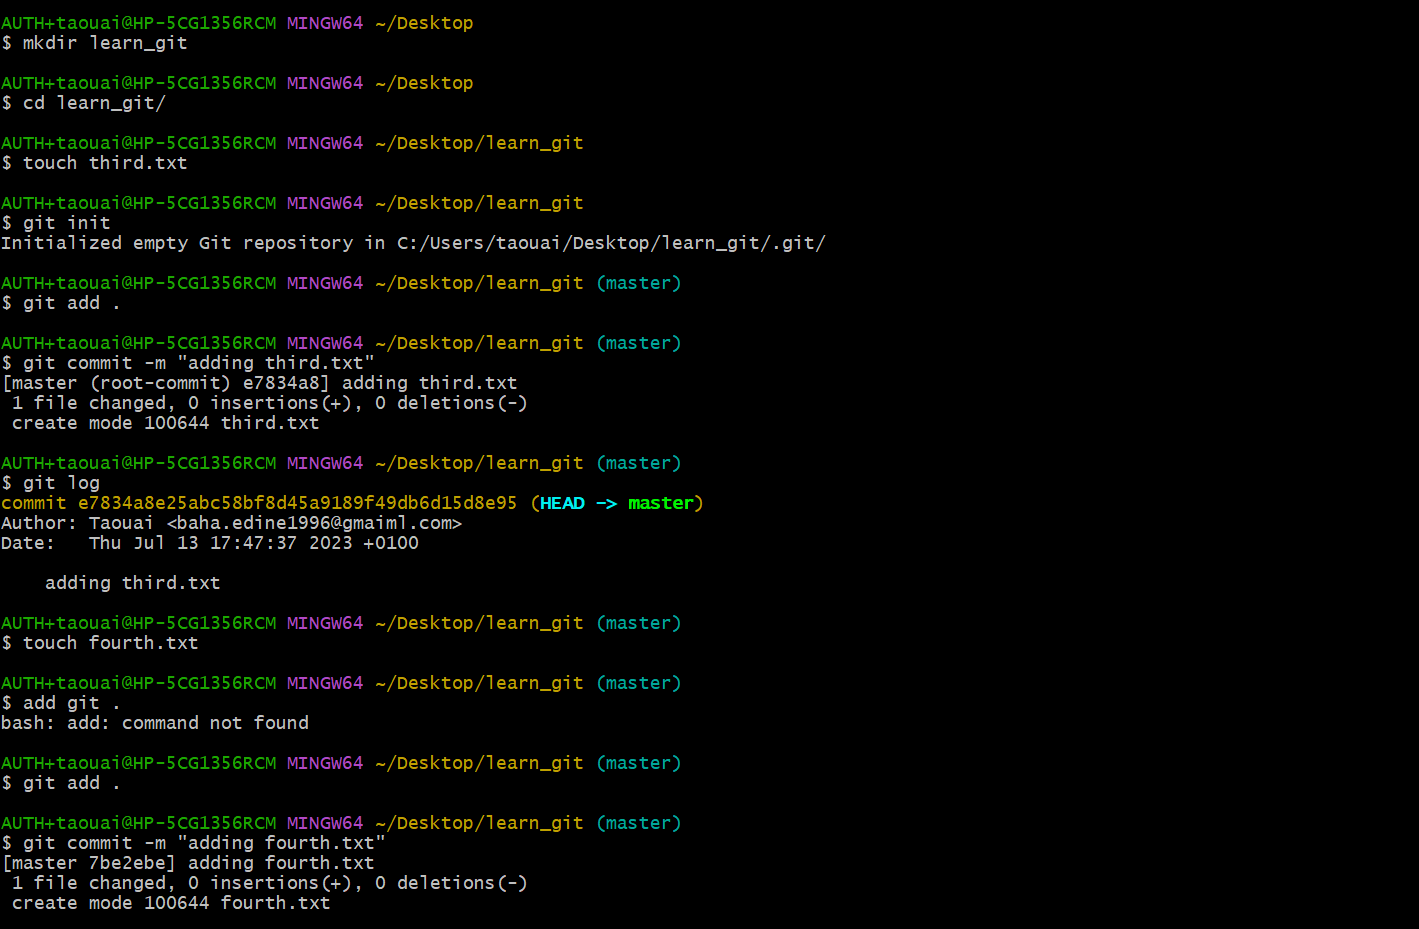 AUTH+taouai@HP-5CG1356RCM MINGW64 ~/Desktop
$ mkdir learn_git
AUTH+taouai@HP-5CG1356RCM MINGW64 ~/Desktop
$ cd learn_git/
AUTH+taouai@HP-5CG1356RCM MINGW64 ~/Desktop/learn_git
$ touch third.txt
AUTH+taouai@HP-5CG1356RCM MINGW64 ~/Desktop/learn_git
$ git init
Initialized empty Git repository in C:/Users/taouai/Desktop/learn_git/.git/
AUTH+taouai@HP-5CG1356RCM MINGW64 ~/Desktop/learn_git (master)
$ git add .
AUTH+taouai@HP-5CG1356RCM MINGW64 ~/Desktop/learn_git (master)
$ git commit -m "adding third.txt"
[master (root-commit) e7834a8] adding third.txt
 1 file changed, 0 insertions(+), 0 deletions(-)
 create mode 100644 third.txt
AUTH+taouai@HP-5CG1356RCM MINGW64 ~/Desktop/learn_git (master)
$ git log
commit e7834a8e25abc58bf8d45a9189f49db6d15d8e95 (HEAD -> master)
Author: Taouai <baha.edine1996@gmaiml.com>
Date:   Thu Jul 13 17:47:37 2023 +0100
    adding third.txt
AUTH+taouai@HP-5CG1356RCM MINGW64 ~/Desktop/learn_git (master)
$ touch fourth.txt
AUTH+taouai@HP-5CG1356RCM MINGW64 ~/Desktop/learn_git (master)
$ add git .
bash: add: command not found
AUTH+taouai@HP-5CG1356RCM MINGW64 ~/Desktop/learn_git (master)
$ git add .
AUTH+taouai@HP-5CG1356RCM MINGW64 ~/Desktop/learn_git (master)
$ git commit -m "adding fourth.txt"
[master 7be2ebe] adding fourth.txt
 1 file changed, 0 insertions(+), 0 deletions(-)
 create mode 100644 fourth.txt